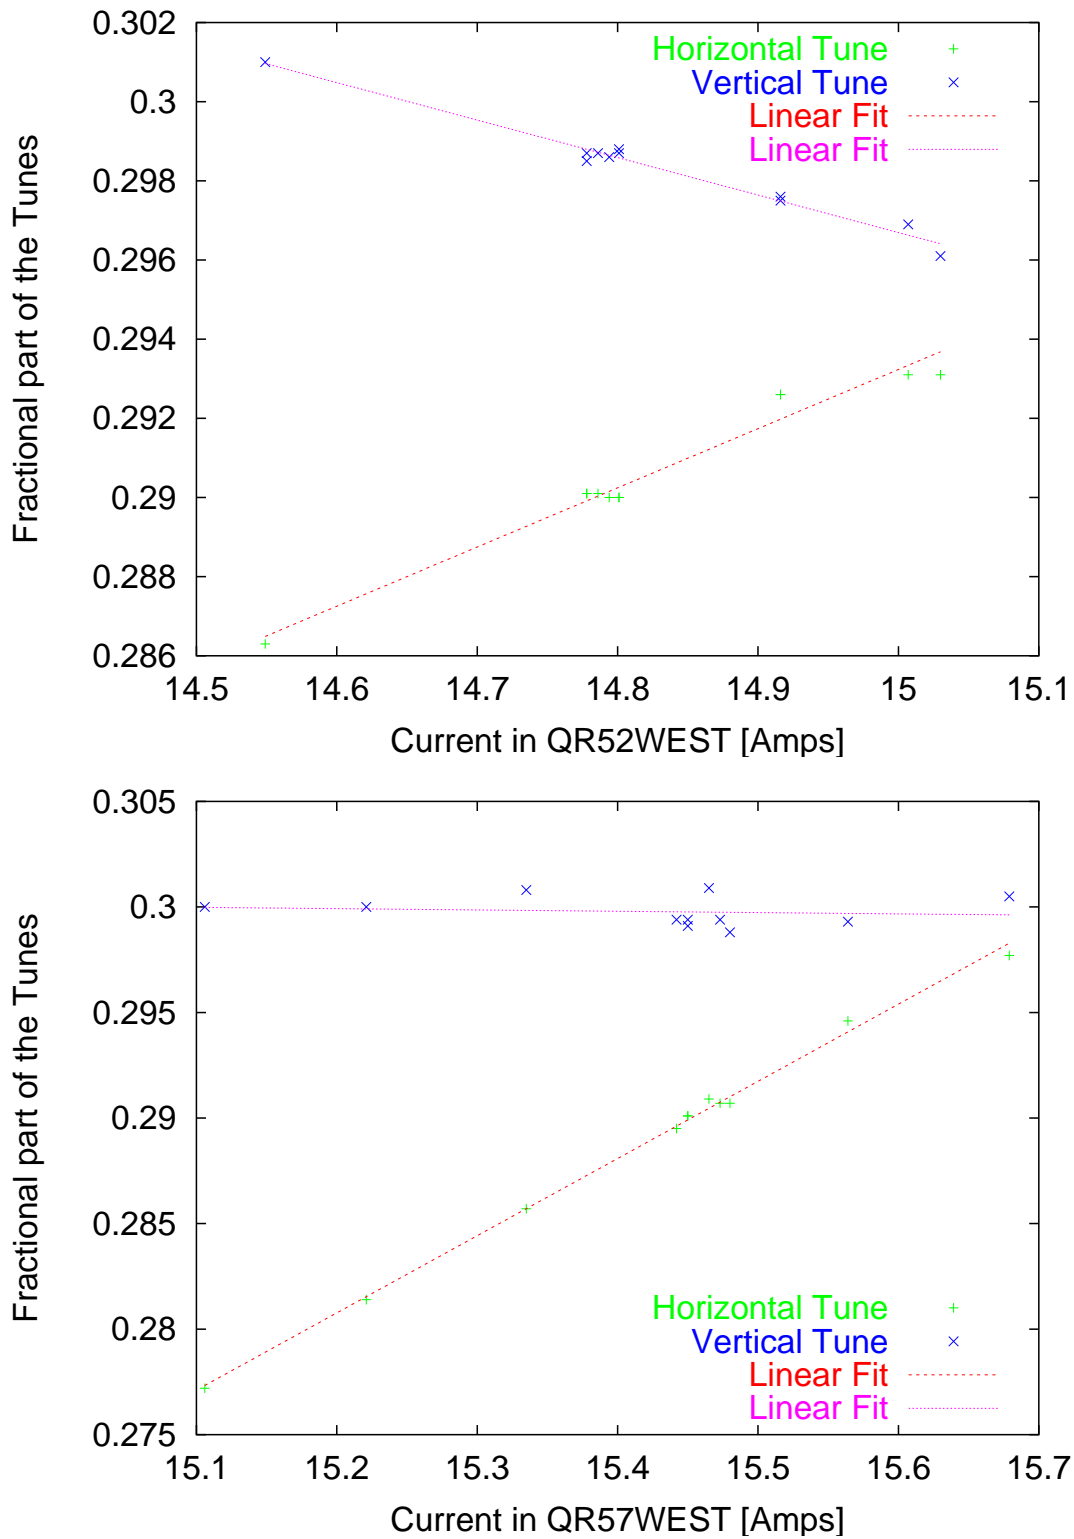 0.302
0.3
0.298
0.296
0.294
0.292
0.29
0.288
0.286
14.5 14.6 14.7 14.8 14.9 15 15.1
Fractional part of the Tunes
Current in QR52WEST [Amps]
Horizontal Tune
Vertical Tune
Linear Fit
Linear Fit
0.305
0.3
0.295
0.29
0.285
0.28
0.275
15.1 15.2 15.3 15.4 15.5 15.6 15.7
Fractional part of the Tunes
Current in QR57WEST [Amps]
Horizontal Tune
Vertical Tune
Linear Fit
Linear Fit